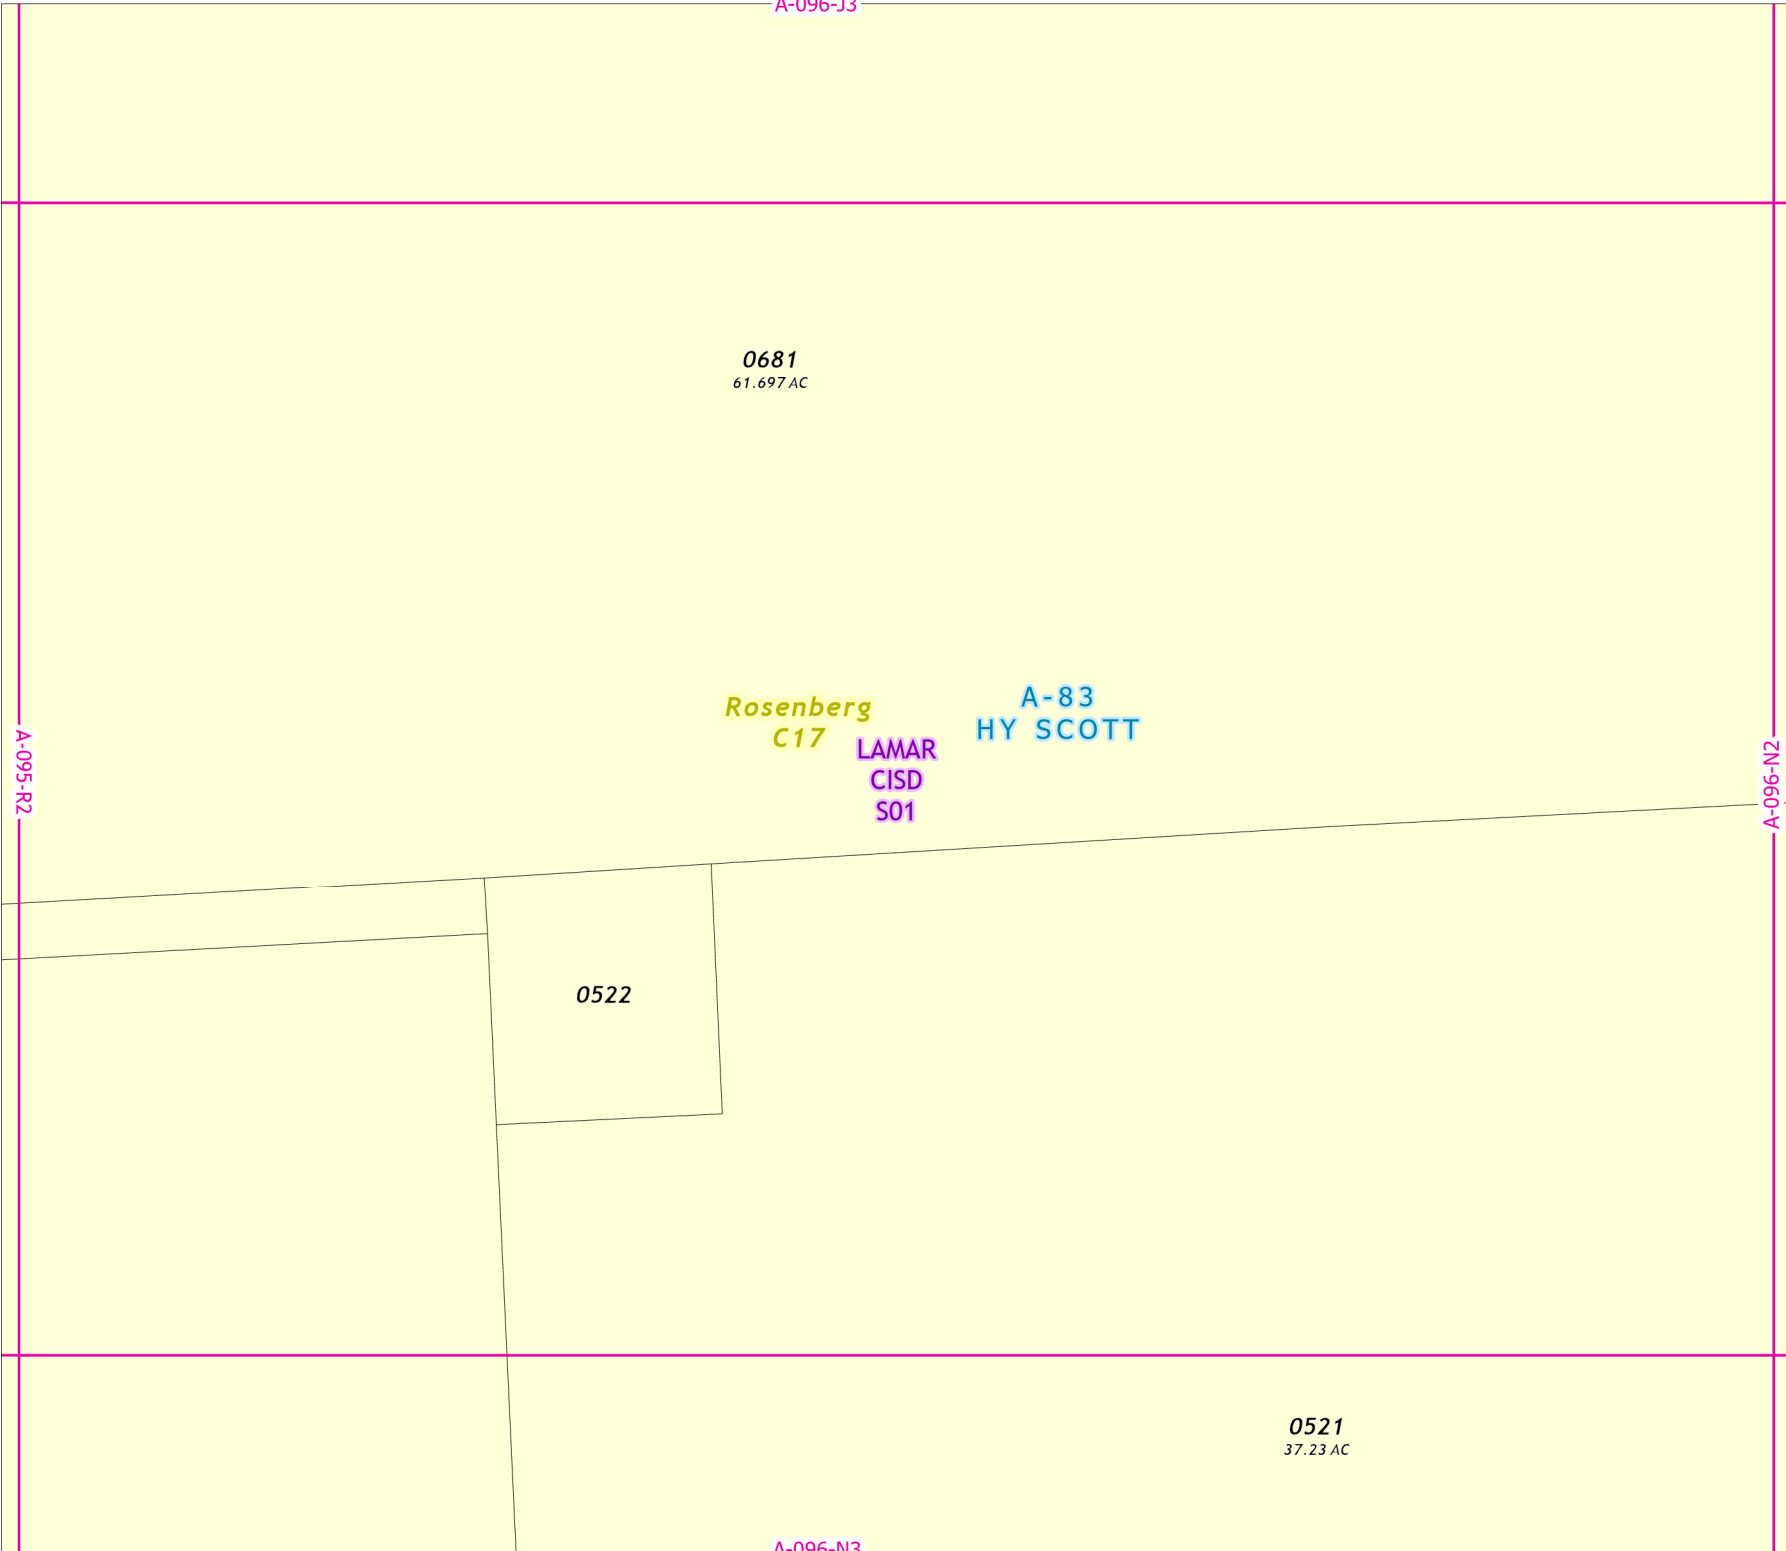 A-096-J3
0681
61.697 AC
Rosenberg
C17
A-83
HY SCOTT
LAMAR
CISD
S01
A-095-R2
A-096-N2
0522
0521
37.23 AC
A-096-N3